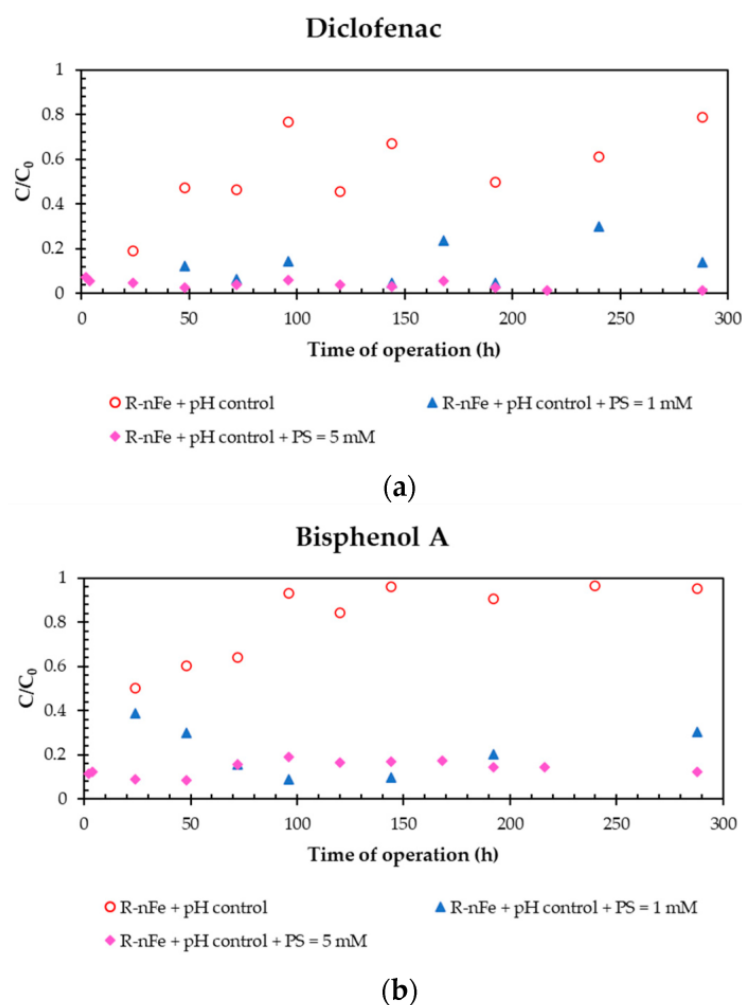 Diclofenac
1
0.8
0.6
0.4
0.2
0
C/C₀
0 50 100 150 200 250 300
Time of operation (h)
R-nFe + pH control
R-nFe + pH control + PS = 1 mM
R-nFe + pH control + PS = 5 mM
(a)
Bisphenol A
1
0.8
0.6
0.4
0.2
0
C/C₀
0 50 100 150 200 250 300
Time of operation (h)
R-nFe + pH control
R-nFe + pH control + PS = 1 mM
R-nFe + pH control + PS = 5 mM
(b)